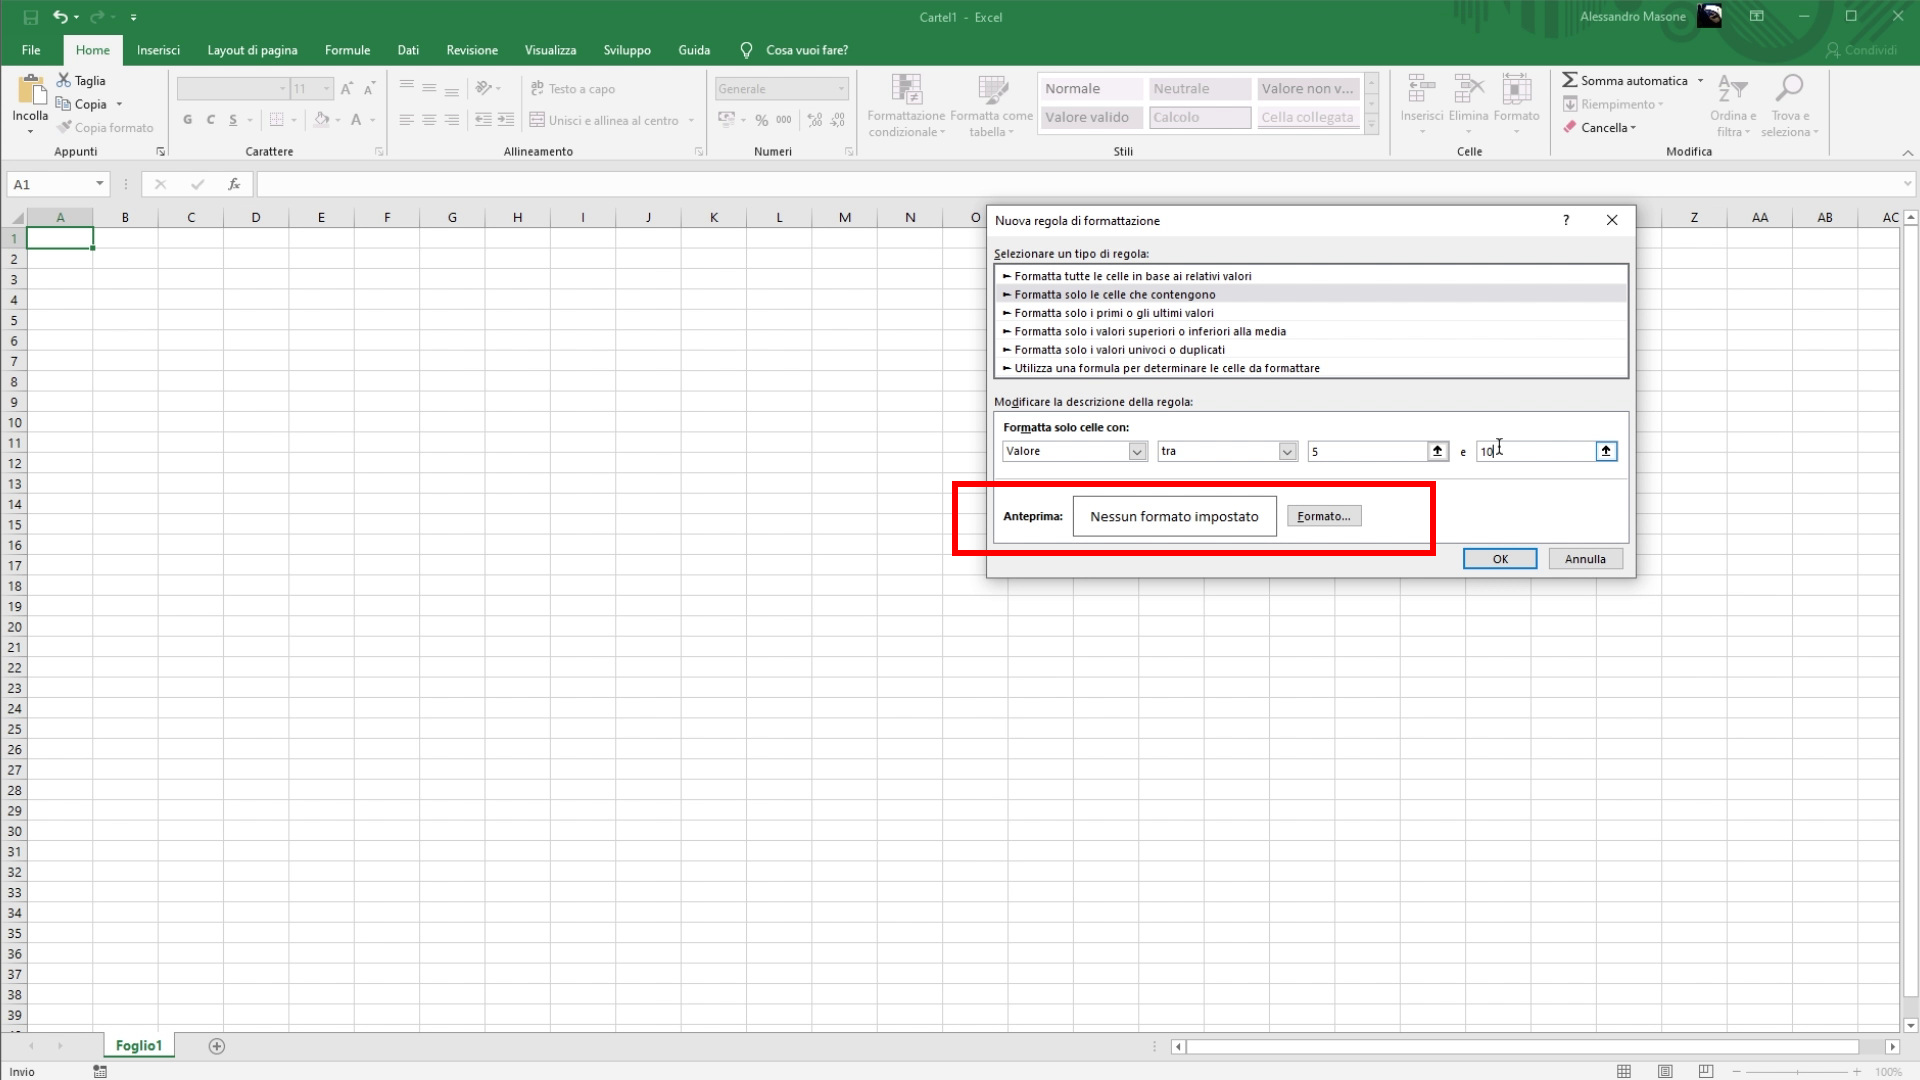 Cartel1 - Excel
Alessandro Masone
File Home Inserisci Layout di pagina Formule Dati Revisione Visualizza Sviluppo Guida Cosa vuoi fare? Condividi
Incolla
Taglia
Copia
Copia formato
Appunti
11
G C S
A
Carattere
ab Testo a capo
Unisci e allinea al centro
Allineamento
Generale
% 000
Numeri
Formattazione condizionale
Formatta come tabella
Normale Neutrale Valore non v...
Valore valido Calcolo Cella collegata
Stili
Inserisci Elimina Formato
Celle
Somma automatica
Riempimento
Cancella
Ordina e filtra
Trova e seleziona
Modifica
A1
fx
A B C D E F G H I J K L M N O Z AA AB AC
1
2
3
4
5
6
7
8
9
10
11
12
13
14
15
16
17
18
19
20
21
22
23
24
25
26
27
28
29
30
31
32
33
34
35
36
37
38
39
Nuova regola di formattazione ?
Selezionare un tipo di regola:
► Formatta tutte le celle in base ai relativi valori
► Formatta solo le celle che contengono
► Formatta solo i primi o gli ultimi valori
► Formatta solo i valori superiori o inferiori alla media
► Formatta solo i valori univoci o duplicati
► Utilizza una formula per determinare le celle da formattare
Modificare la descrizione della regola:
Formatta solo celle con:
Valore tra 5 e 10
Anteprima: Nessun formato impostato Formato...
OK Annulla
Foglio1
Invio
100%